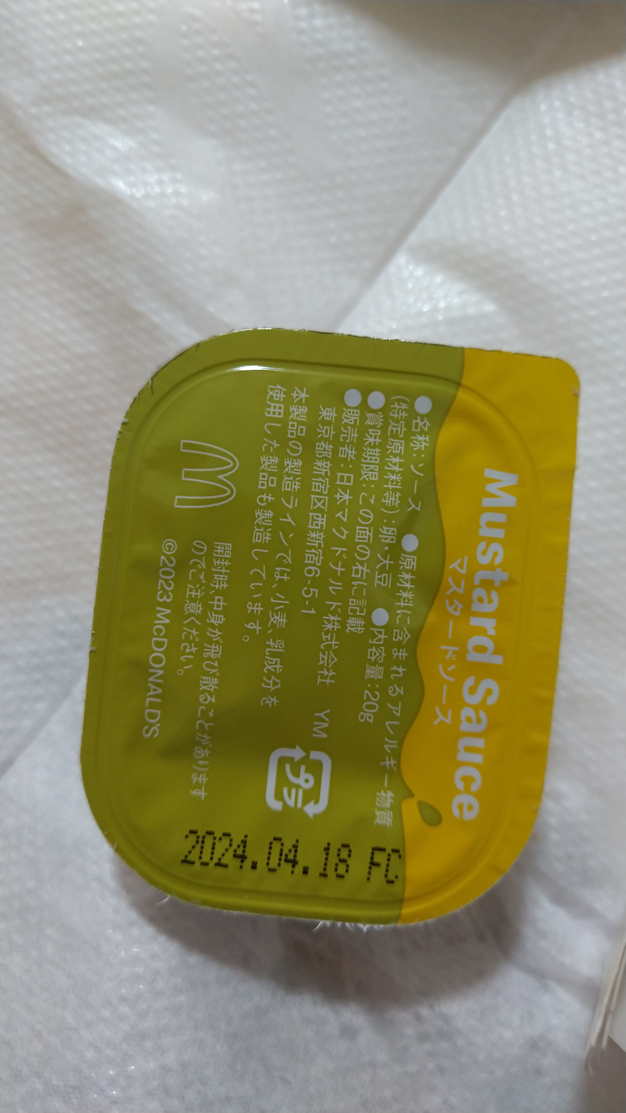 Mustard Sauce
マスタードソース
●名称:ソース ●原材料に含まれるアレルギー物質
(特定原材料等):卵・大豆 ●内容量:20g
●賞味期限:この面の右に記載
●販売者:日本マクドナルド株式会社 YM
東京都新宿区西新宿6-5-1
本製品の製造ラインでは、小麦、乳成分を
使用した製品も製造しています。
プラ
開封時、中身が飛び散ることがあります
のでご注意ください。
©2023 McDONALD'S
2024.04.18 FC